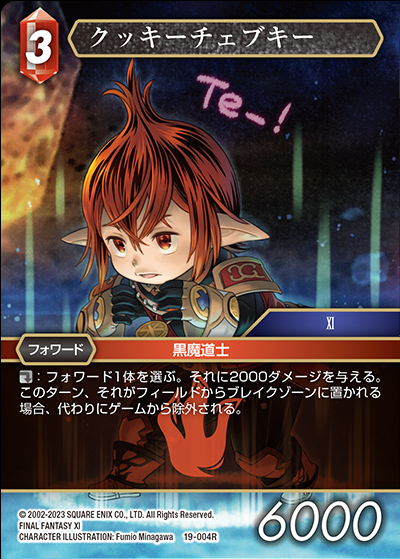 3
クッキーチェブキー
Te-!
XI
フォワード
黒魔道士
：フォワード1体を選ぶ。それに2000ダメージを与える。
このターン、それがフィールドからブレイクゾーンに置かれる
場合、代わりにゲームから除外される。
© 2002-2023 SQUARE ENIX CO., LTD. All Rights Reserved.
FINAL FANTASY XI
CHARACTER ILLUSTRATION: Fumio Minagawa 19-004R
6000